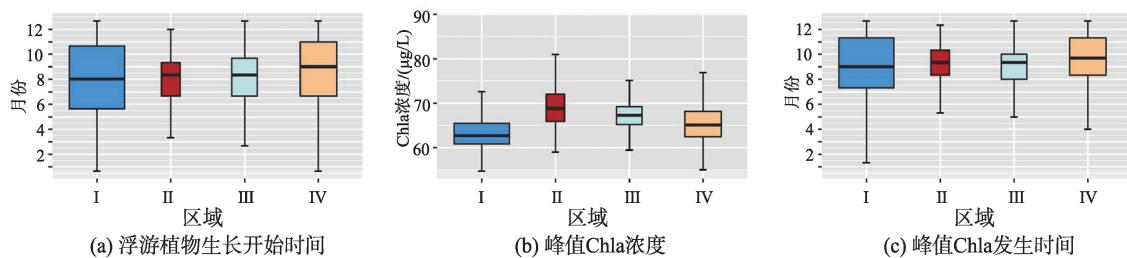 12
10
8
6
4
2
月份
I
II
III
IV
区域
(a) 浮游植物生长开始时间
90
80
70
60
Chla浓度/(μg/L)
I
II
III
IV
区域
(b) 峰值Chla浓度
12
10
8
6
4
2
月份
I
II
III
IV
区域
(c) 峰值Chla发生时间